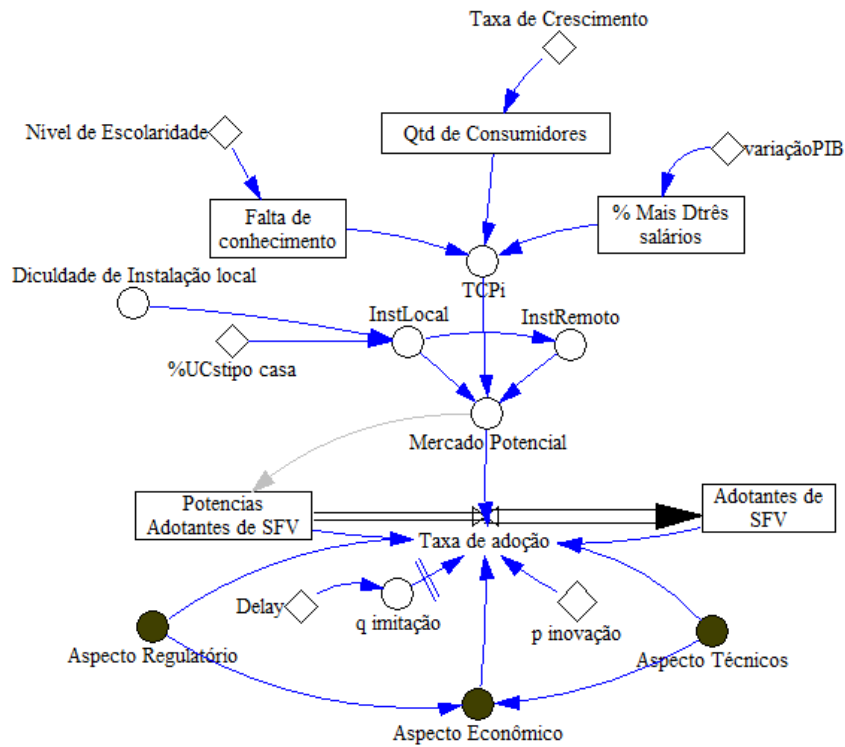 Taxa de Crescimento
Nivel de Escolaridade
Qtd de Consumidores
variaçãoPIB
Falta de
conhecimento
% Mais Dtrês
salários
TCPi
Diculdade de Instalação local
InstLocal
InstRemoto
%UCstipo casa
Mercado Potencial
Potencias
Adotantes de SFV
Adotantes de
SFV
Taxa de adoção
Delay
q imitação
p inovação
Aspecto Regulatório
Aspecto Técnicos
Aspecto Econômico